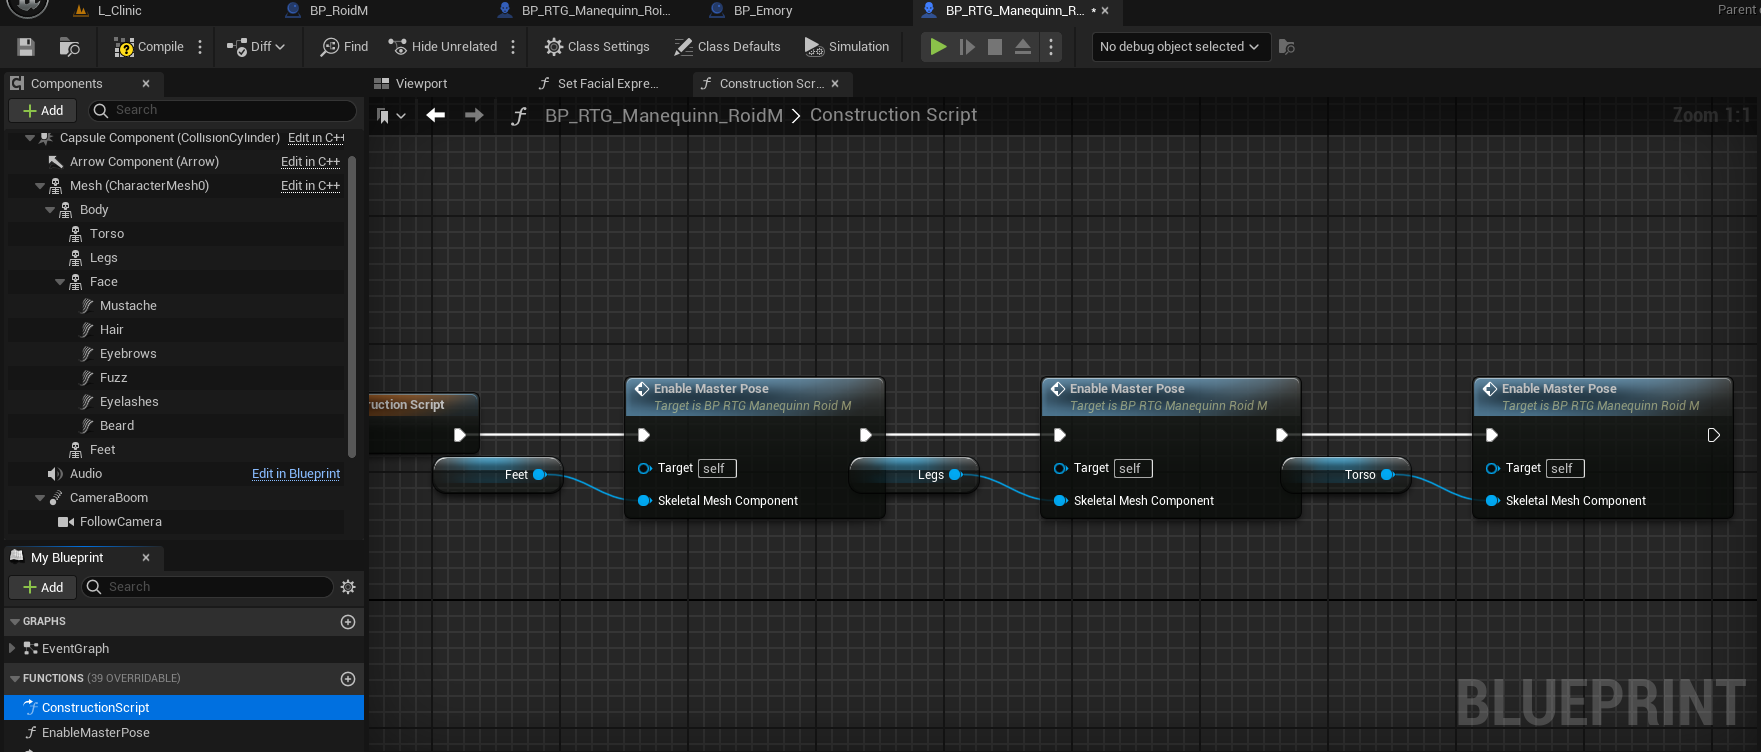 L_Clinic
BP_RoidM
BP_RTG_Manequinn_Roi...
BP_Emory
BP_RTG_Manequinn_R... *
Parent
Compile
Diff
Find
Hide Unrelated
Class Settings
Class Defaults
Simulation
No debug object selected
Components
Add
Search
Capsule Component (CollisionCylinder) Edit in C++
Arrow Component (Arrow) Edit in C++
Mesh (CharacterMesh0) Edit in C++
Body
Torso
Legs
Face
Mustache
Hair
Eyebrows
Fuzz
Eyelashes
Beard
Feet
Audio Edit in Blueprint
CameraBoom
FollowCamera
My Blueprint
Add
Search
GRAPHS
EventGraph
FUNCTIONS (39 OVERRIDABLE)
ConstructionScript
EnableMasterPose
Viewport
Set Facial Expre...
Construction Scr...
BP_RTG_Manequinn_RoidM > Construction Script
Zoom 1:1
ruction Script
Feet
Enable Master Pose
Target is BP RTG Manequinn Roid M
Target self
Skeletal Mesh Component
Legs
Enable Master Pose
Target is BP RTG Manequinn Roid M
Target self
Skeletal Mesh Component
Torso
Enable Master Pose
Target is BP RTG Manequinn Roid M
Target self
Skeletal Mesh Component
BLUEPRINT